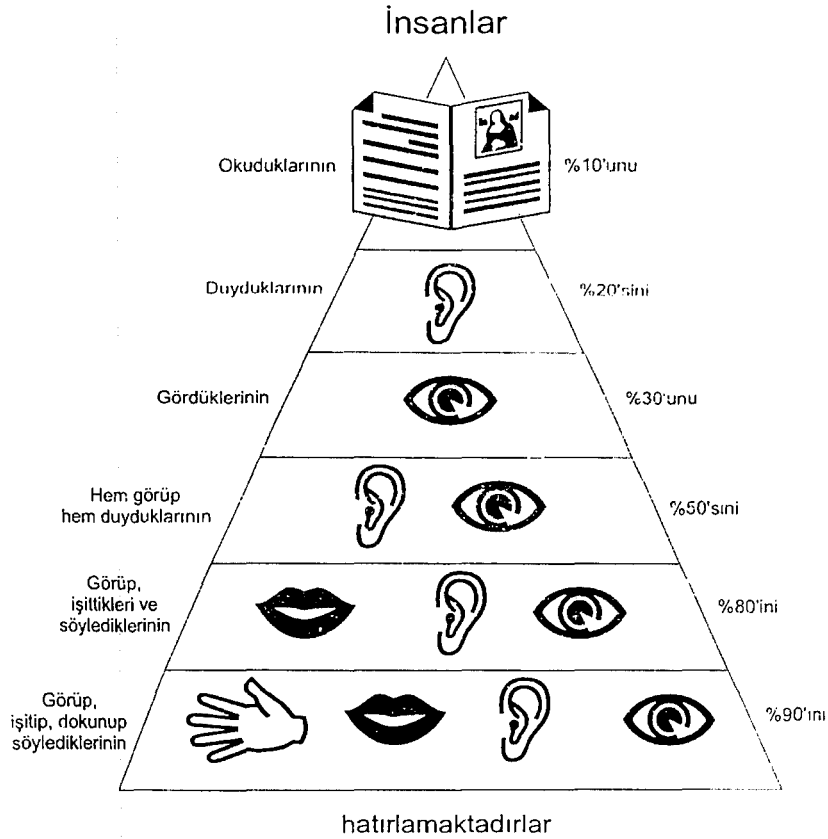 İnsanlar
Okuduklarının
%10'unu
Duyduklarının
%20'sini
Gördüklerinin
%30'unu
Hem görüp
hem duyduklarının
%50'sini
Görüp,
işittikleri ve
söylediklerinin
%80'ini
Görüp,
işitip, dokunup
söylediklerinin
%90'ını
hatırlamaktadırlar